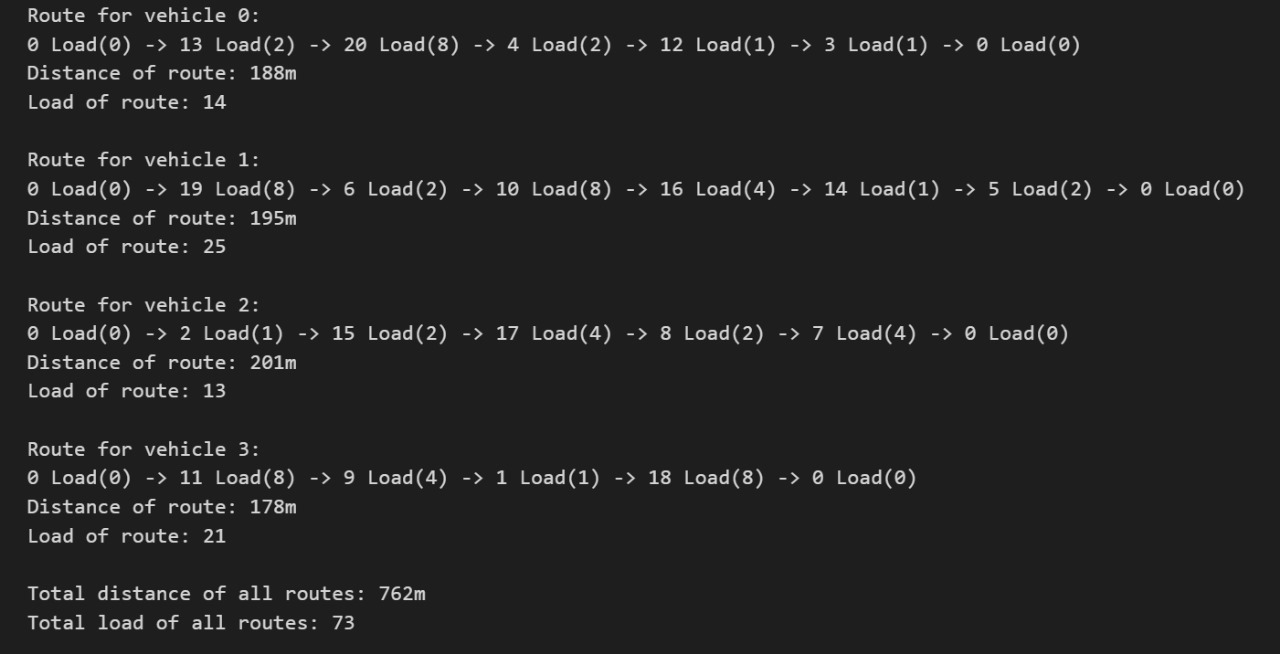 Route for vehicle 0:
0 Load(0) -> 13 Load(2) -> 20 Load(8) -> 4 Load(2) -> 12 Load(1) -> 3 Load(1) -> 0 Load(0)
Distance of route: 188m
Load of route: 14
Route for vehicle 1:
0 Load(0) -> 19 Load(8) -> 6 Load(2) -> 10 Load(8) -> 16 Load(4) -> 14 Load(1) -> 5 Load(2) -> 0 Load(0)
Distance of route: 195m
Load of route: 25
Route for vehicle 2:
0 Load(0) -> 2 Load(1) -> 15 Load(2) -> 17 Load(4) -> 8 Load(2) -> 7 Load(4) -> 0 Load(0)
Distance of route: 201m
Load of route: 13
Route for vehicle 3:
0 Load(0) -> 11 Load(8) -> 9 Load(4) -> 1 Load(1) -> 18 Load(8) -> 0 Load(0)
Distance of route: 178m
Load of route: 21
Total distance of all routes: 762m
Total load of all routes: 73